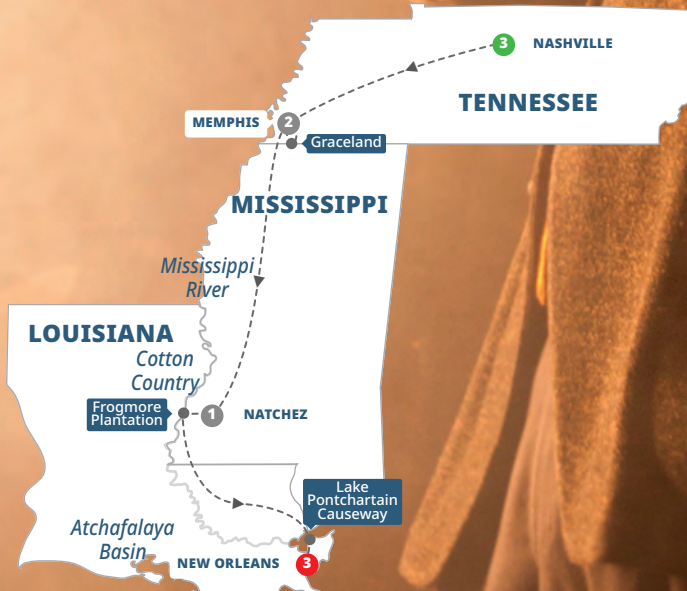 3 NASHVILLE
TENNESSEE
MEMPHIS 2
Graceland
MISSISSIPPI
Mississippi
River
LOUISIANA
Cotton
Country
Frogmore
Plantation
1 NATCHEZ
Lake
Pontchartain
Causeway
Atchafalaya
Basin
NEW ORLEANS 3